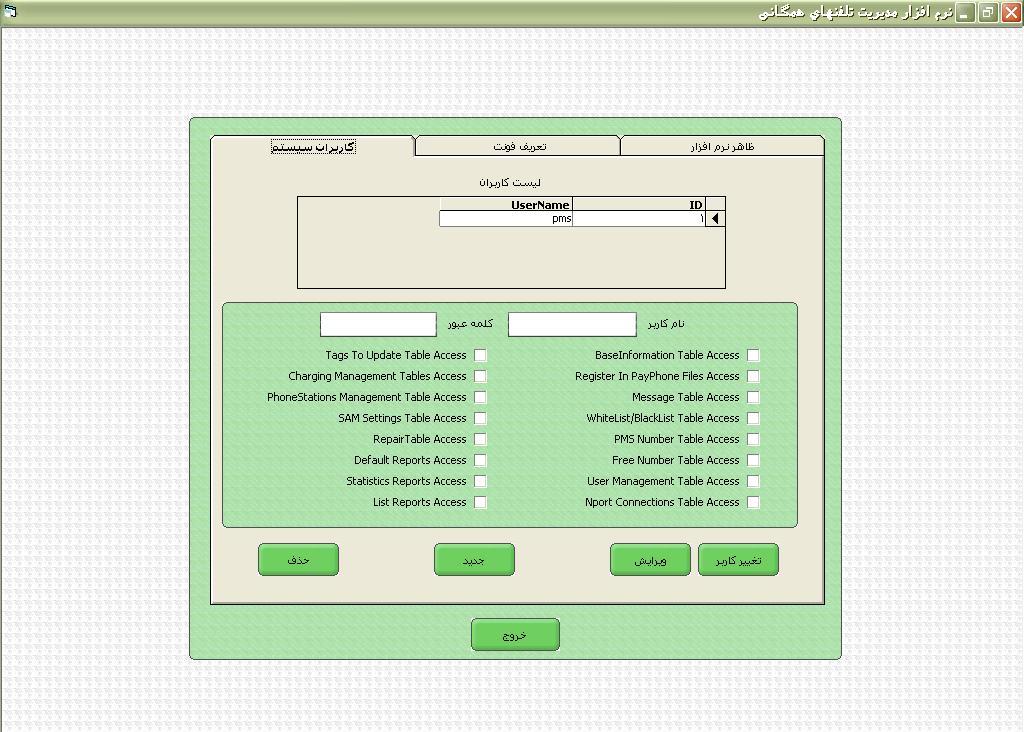 نرم افزار مديريت تلفنهاي همگاني
ظاهر نرم افزار
تعريف فونت
كاربران سيستم
ليست كاربران
ID UserName
١ pms
نام كاربر
كلمه عبور
BaseInformation Table Access
Tags To Update Table Access
Register In PayPhone Files Access
Charging Management Tables Access
Message Table Access
PhoneStations Management Table Access
WhiteList/BlackList Table Access
SAM Settings Table Access
PMS Number Table Access
RepairTable Access
Free Number Table Access
Default Reports Access
User Management Table Access
Statistics Reports Access
Nport Connections Table Access
List Reports Access
تغيير كاربر
ويرايش
جديد
حذف
خروج